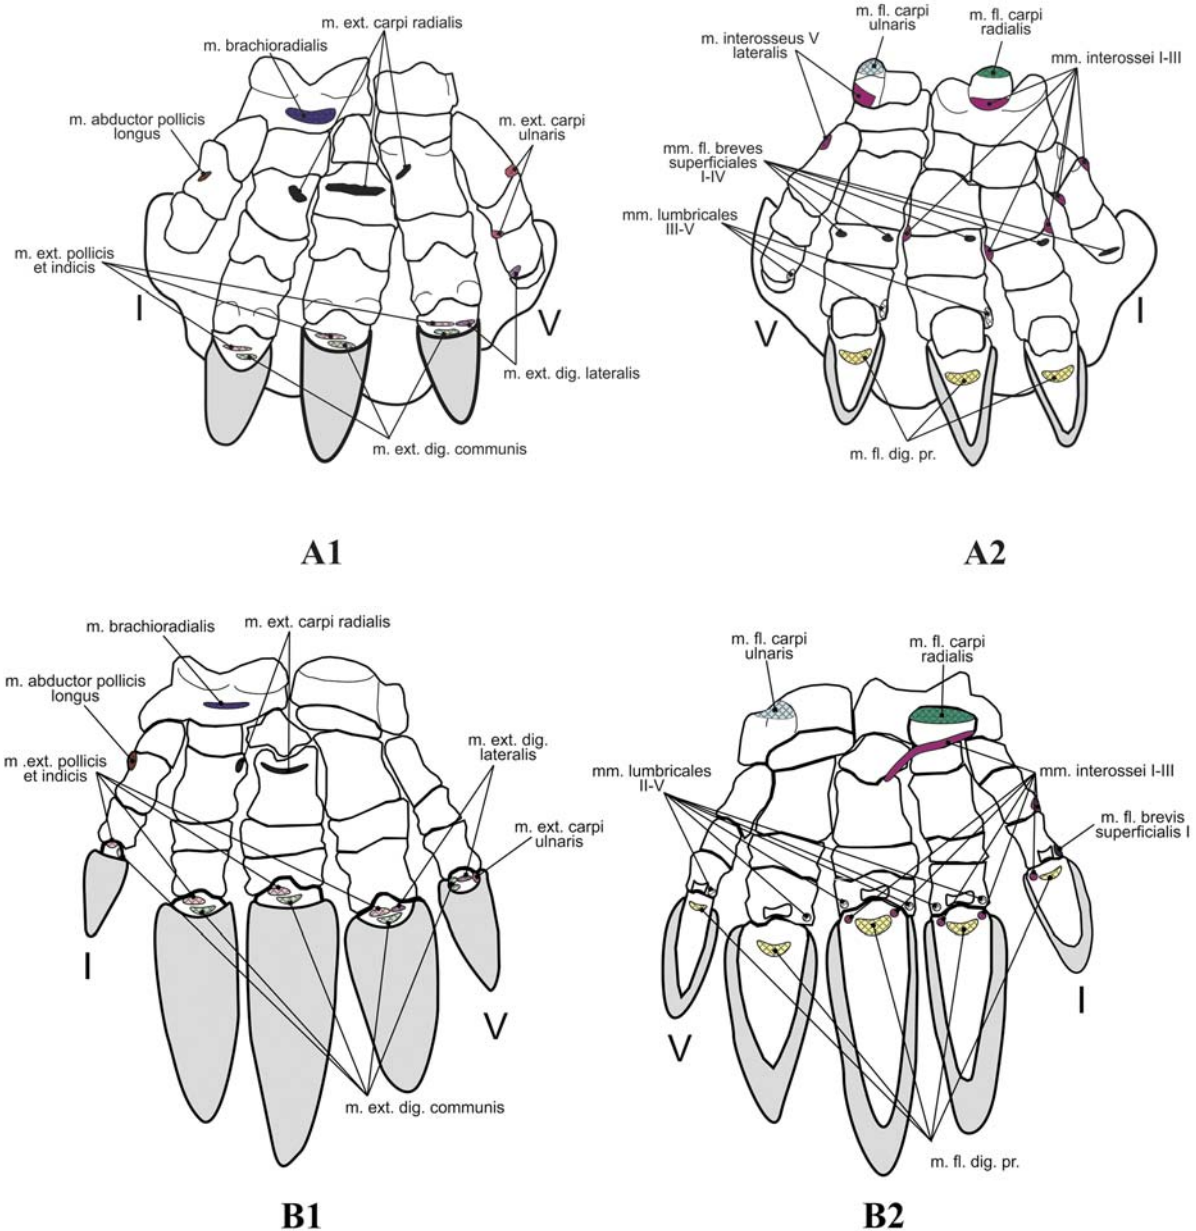 m. ext. carpi radialis
m. brachioradialis
m. abductor pollicis
longus
m. ext. carpi
ulnaris
m. ext. pollicis
et indicis
I
V
m. ext. dig. lateralis
m. ext. dig. communis
A1
m. fl. carpi
ulnaris
m. fl. carpi
radialis
m. interosseus V
lateralis
mm. interossei I-III
mm. fl. breves
superficiales
I-IV
mm. lumbricales
III-V
V
I
m. fl. dig. pr.
A2
m. ext. carpi radialis
m. brachioradialis
m. abductor pollicis
longus
m .ext. pollicis
et indicis
m. ext. dig.
lateralis
m. ext. carpi
ulnaris
I
V
m. ext. dig. communis
B1
m. fl. carpi
ulnaris
m. fl. carpi
radialis
mm. lumbricales
II-V
mm. interossei I-III
m. fl. brevis
superficialis I
I
V
m. fl. dig. pr.
B2